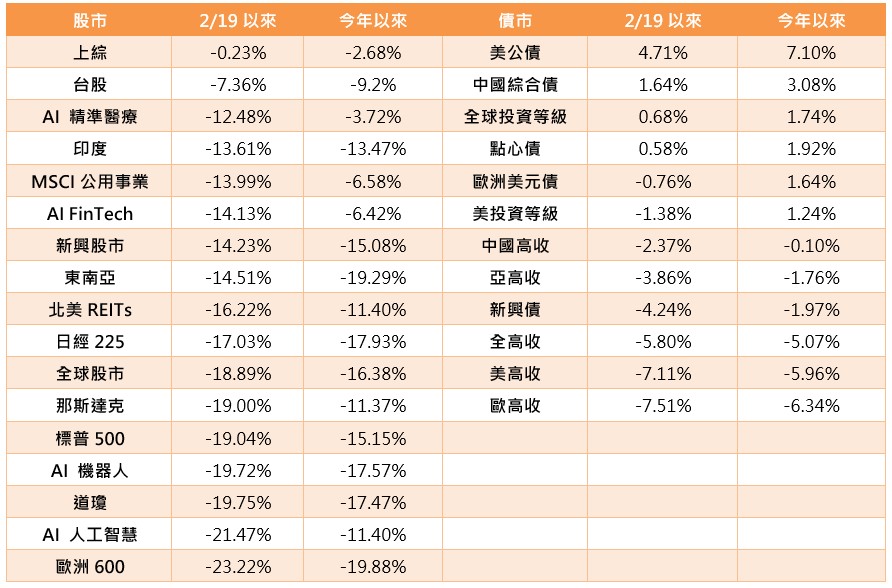 股市 2/19 以來 今年以來 債市 2/19 以來 今年以來
上綜 -0.23% -2.68% 美公債 4.71% 7.10%
台股 -7.36% -9.2% 中國綜合債 1.64% 3.08%
AI 精準醫療 -12.48% -3.72% 全球投資等級 0.68% 1.74%
印度 -13.61% -13.47% 點心債 0.58% 1.92%
MSCI 公用事業 -13.99% -6.58% 歐洲美元債 -0.76% 1.64%
AI FinTech -14.13% -6.42% 美投資等級 -1.38% 1.24%
新興股市 -14.23% -15.08% 中國高收 -2.37% -0.10%
東南亞 -14.51% -19.29% 亞高收 -3.86% -1.76%
北美 REITs -16.22% -11.40% 新興債 -4.24% -1.97%
日經 225 -17.03% -17.93% 全高收 -5.80% -5.07%
全球股市 -18.89% -16.38% 美高收 -7.11% -5.96%
那斯達克 -19.00% -11.37% 歐高收 -7.51% -6.34%
標普 500 -19.04% -15.15%
AI 機器人 -19.72% -17.57%
道瓊 -19.75% -17.47%
AI 人工智慧 -21.47% -11.40%
歐洲 600 -23.22% -19.88%